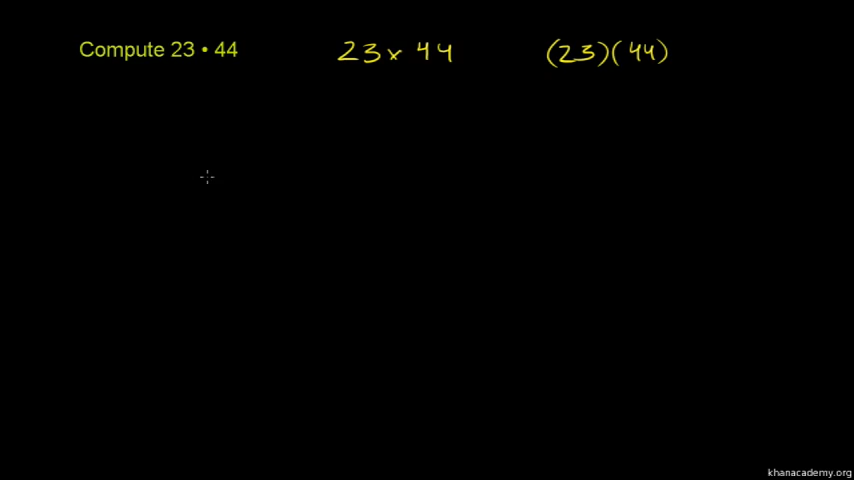 Compute 23 • 44 23 x 44 (23)(44)
khanacademy.org